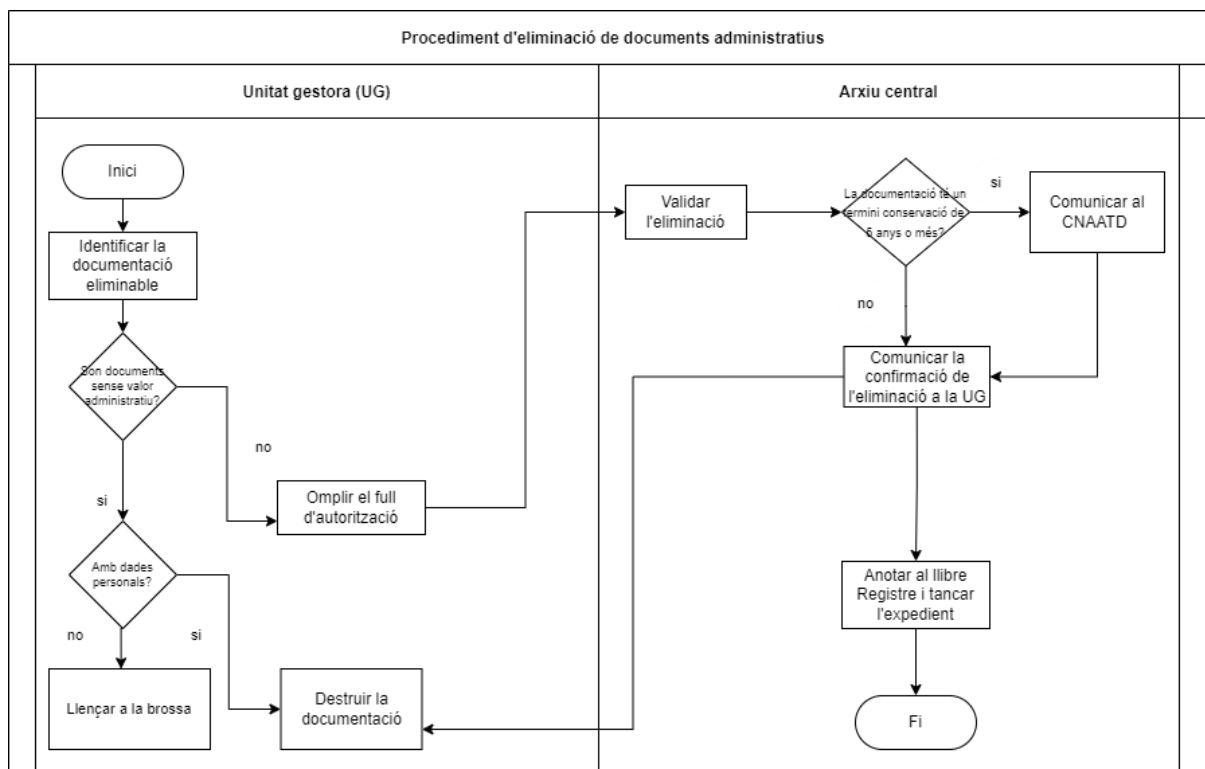 Procediment d'eliminació de documents administratius
Unitat gestora (UG)
Arxiu central
Inici
Identificar la
documentació
eliminable
Son documents
sense valor
administratiu?
no
si
Omplir el full
d'autorització
Amb dades
personals?
no
si
Llençar a la brossa
Destruir la
documentació
Validar
l'eliminació
La documentació té un
termini conservació de
6 anys o més?
si
no
Comunicar al
CNAATD
Comunicar la
confirmació de
l'eliminació a la UG
Anotar al llibre
Registre i tancar
l'expedient
Fi